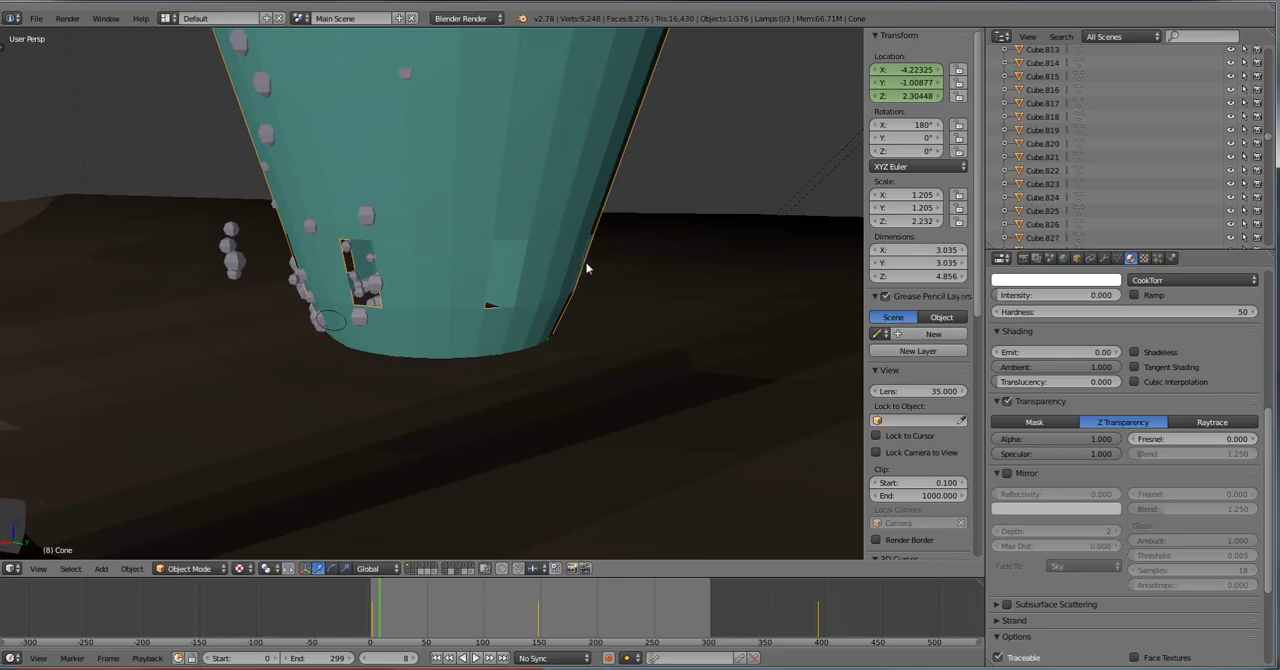 File Render Window Help Default Main Scene Blender Render v2.78 | Verts:9,248 | Faces:8,276 | Tris:16,430 | Objects:1/376 | Lamps:0/3 | Mem:66.71M | Cone
User Persp
Transform
Location:
X: -4.22325
Y: -1.00877
Z: 2.30448
Rotation:
X: 180°
Y: 0°
Z: 0°
XYZ Euler
Scale:
X: 1.205
Y: 1.205
Z: 2.232
Dimensions:
X: 3.035
Y: 3.035
Z: 4.856
Grease Pencil Layers
Scene Object
New
New Layer
View
Lens: 35.000
Lock to Object:
Lock to Cursor
Lock Camera to View
Clip:
Start: 0.100
End: 1000.000
Local Camera:
Camera
Render Border
3D Cursor
View Search All Scenes
Cube.813
Cube.814
Cube.815
Cube.816
Cube.817
Cube.818
Cube.819
Cube.820
Cube.821
Cube.822
Cube.823
Cube.824
Cube.825
Cube.826
Cube.827
CookTorr
Intensity: 0.000 Ramp
Hardness: 50
Shading
Emit: 0.00 Shadeless
Ambient: 1.000 Tangent Shading
Translucency: 0.000 Cubic Interpolation
Transparency
Mask Z Transparency Raytrace
Alpha: 1.000 Fresnel: 0.000
Specular: 1.000 Blend: 1.250
Mirror
Reflectivity: 0.000 Fresnel: 0.000
Blend: 1.250
Depth: 2 Gloss:
Max Dist: 0.000 Amount: 1.000
Fade To: Sky Threshold: 0.005
Samples: 18
Anisotropic: 0.000
Subsurface Scattering
Strand
Options
Traceable Face Textures
(8) Cone
View Select Add Object Object Mode Global
-300 -250 -200 -150 -100 -50 0 50 100 150 200 250 300 350 400 450 500
View Marker Frame Playback Start: 0 End: 299 8 No Sync